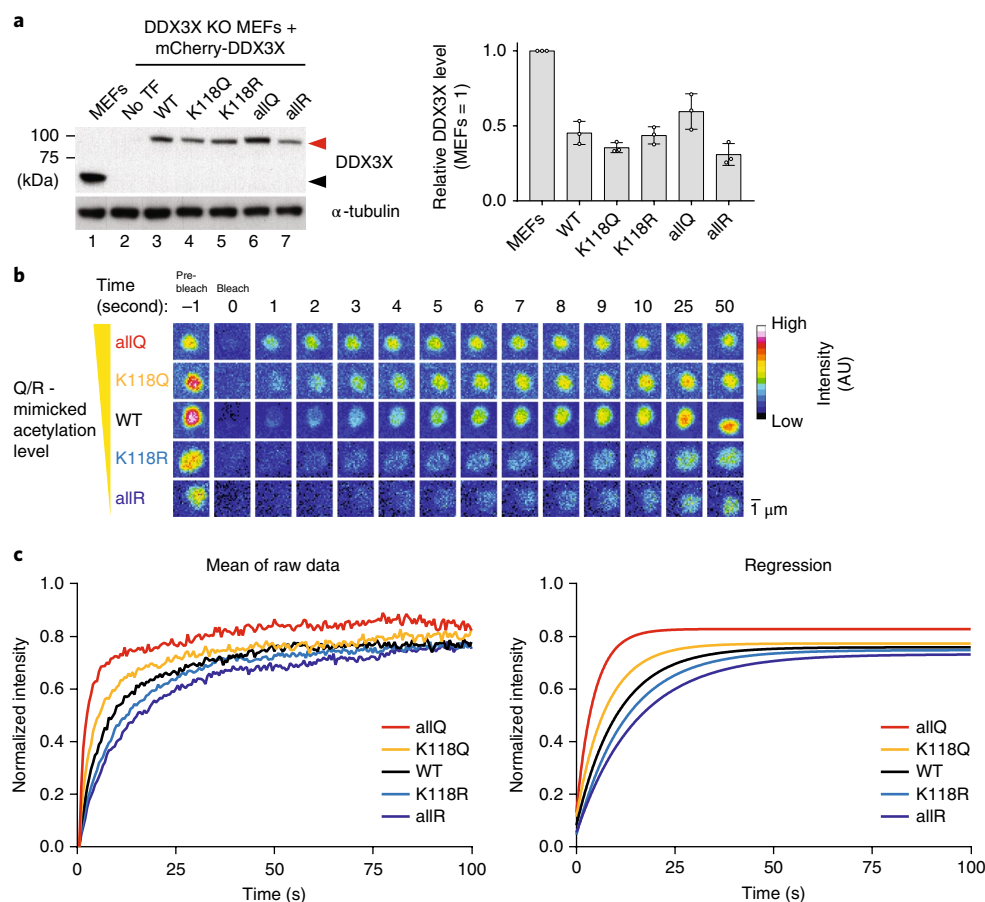 a
DDX3X KO MEFs +
mCherry-DDX3X
MEFs
No TF
WT
K118Q
K118R
allQ
allR
100
75
(kDa)
DDX3X
α-tubulin
1 2 3 4 5 6 7
Relative DDX3X level
(MEFs = 1)
1.0
0.5
0.0
MEFs
WT
K118Q
K118R
allQ
allR
b
Time
(second):
Pre-
bleach
Bleach
–1 0 1 2 3 4 5 6 7 8 9 10 25 50
Q/R -
mimicked
acetylation
level
allQ
K118Q
WT
K118R
allR
High
Low
Intensity
(AU)
1 μm
c
Mean of raw data
Normalized intensity
1.0
0.8
0.6
0.4
0.2
0.0
allQ
K118Q
WT
K118R
allR
0 25 50 75 100
Time (s)
Regression
Normalized intensity
1.0
0.8
0.6
0.4
0.2
0.0
allQ
K118Q
WT
K118R
allR
0 25 50 75 100
Time (s)